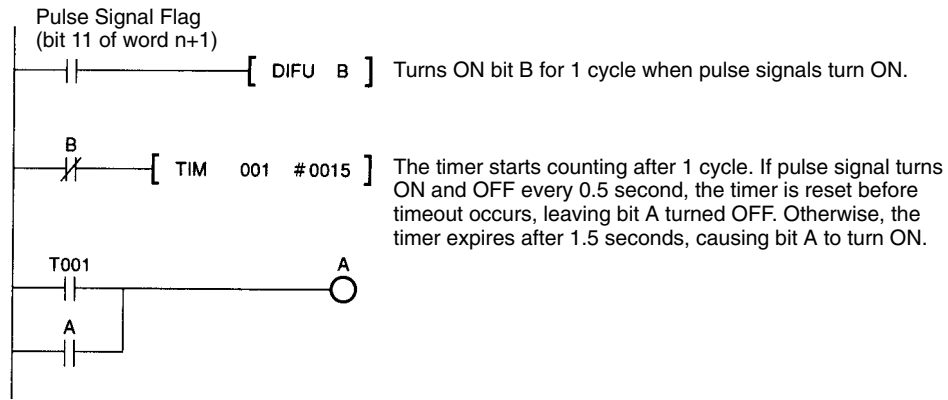 Pulse Signal Flag
(bit 11 of word n+1)
DIFU B Turns ON bit B for 1 cycle when pulse signals turn ON.
B
TIM 001 #0015 The timer starts counting after 1 cycle. If pulse signal turns
ON and OFF every 0.5 second, the timer is reset before
timeout occurs, leaving bit A turned OFF. Otherwise, the
timer expires after 1.5 seconds, causing bit A to turn ON.
T001 A
A